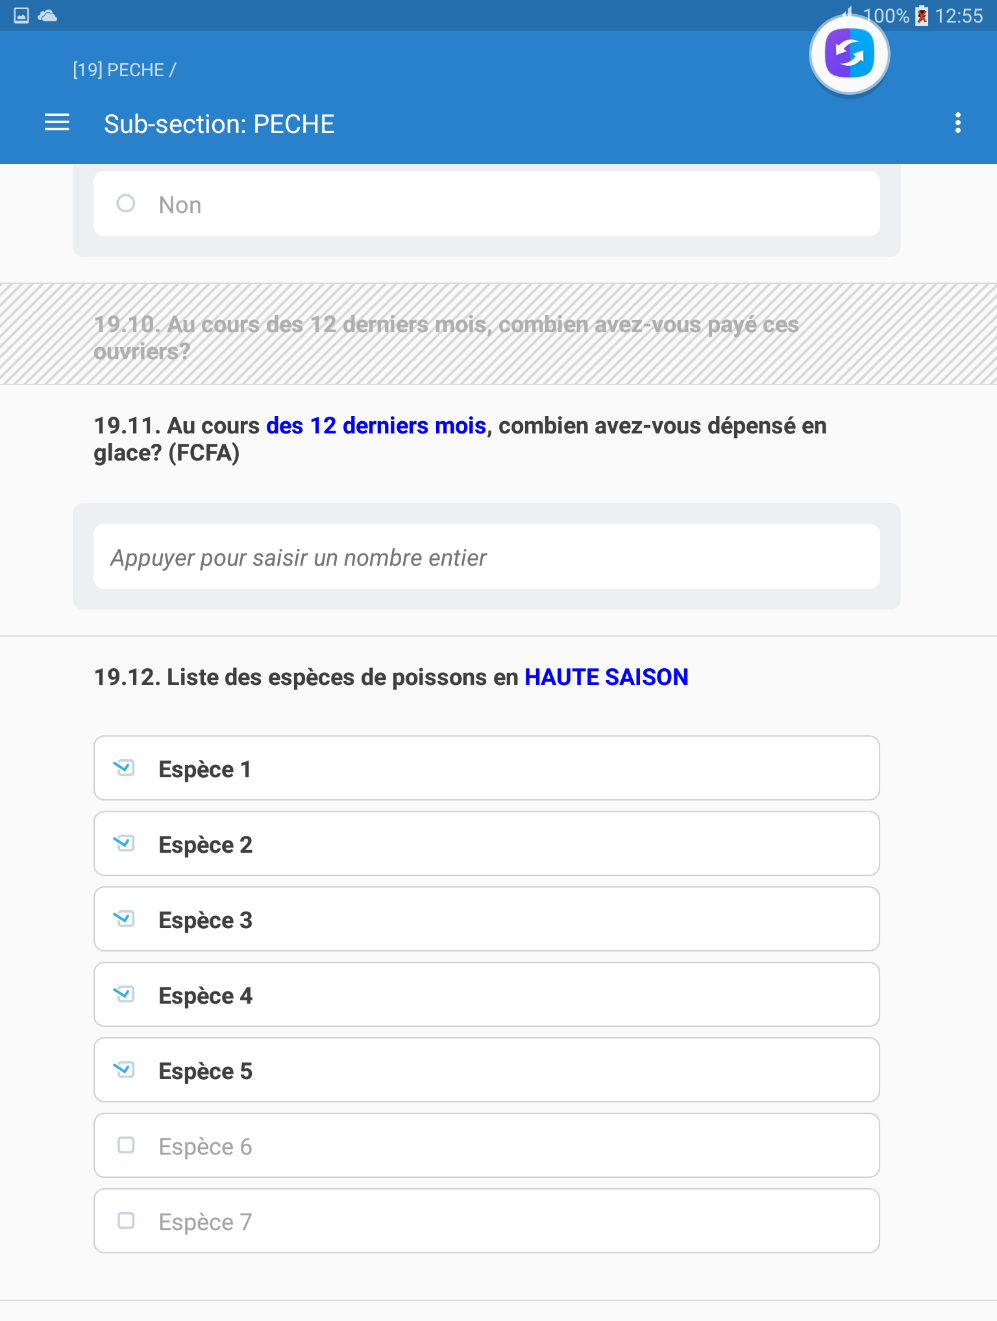 100% 12:55
[19] PECHE /
Sub-section: PECHE
Non
19.10. Au cours des 12 derniers mois, combien avez-vous payé ces
ouvriers?
19.11. Au cours des 12 derniers mois, combien avez-vous dépensé en
glace? (FCFA)
Appuyer pour saisir un nombre entier
19.12. Liste des espèces de poissons en HAUTE SAISON
Espèce 1
Espèce 2
Espèce 3
Espèce 4
Espèce 5
Espèce 6
Espèce 7